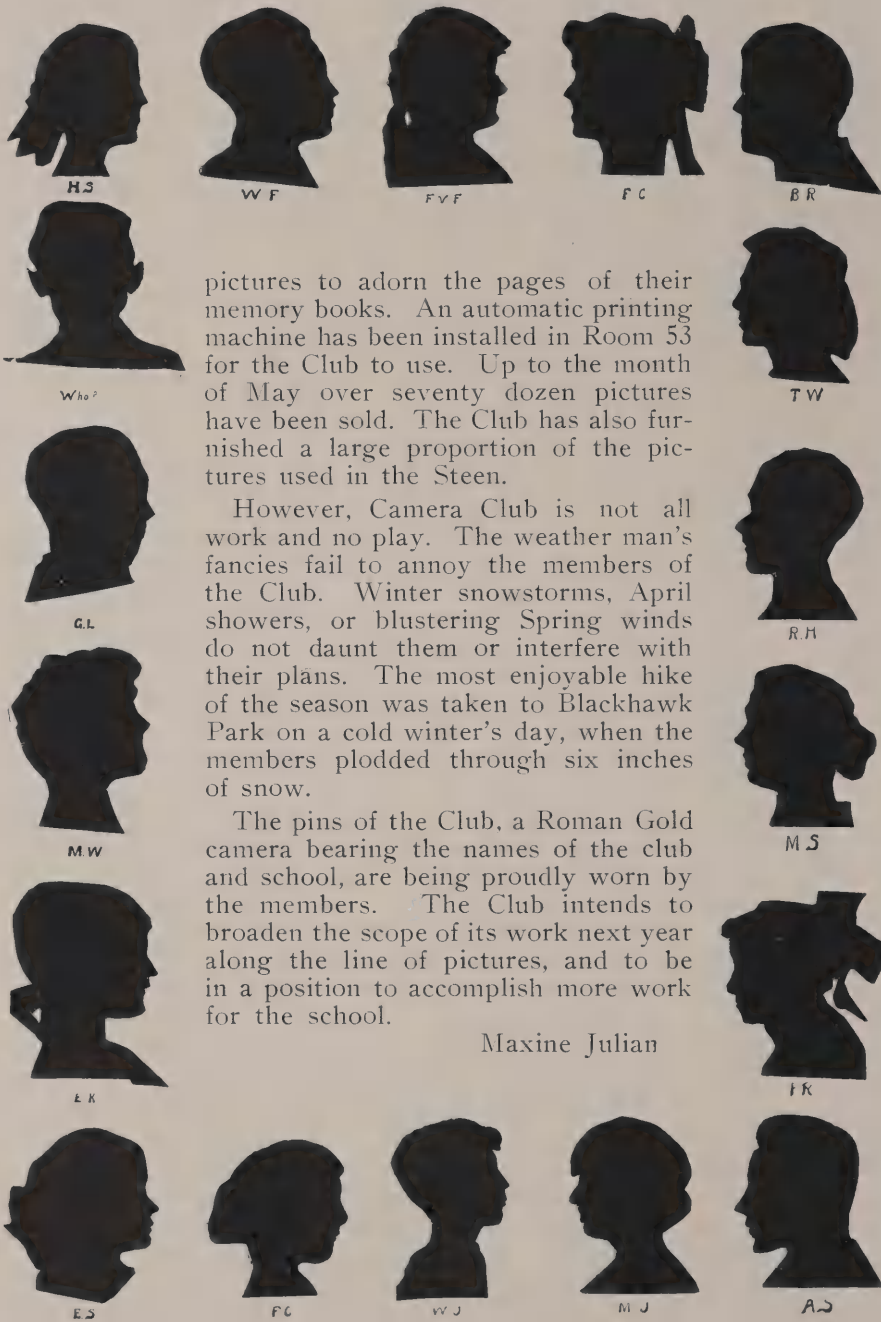 H.S
W F
F V F
F C
B R
pictures to adorn the pages of their
memory books. An automatic printing
machine has been installed in Room 53
for the Club to use. Up to the month
of May over seventy dozen pictures
have been sold. The Club has also fur-
nished a large proportion of the pic-
tures used in the Steen.
However, Camera Club is not all
work and no play. The weather man's
fancies fail to annoy the members of
the Club. Winter snowstorms, April
showers, or blustering Spring winds
do not daunt them or interfere with
their plans. The most enjoyable hike
of the season was taken to Blackhawk
Park on a cold winter's day, when the
members plodded through six inches
of snow.
The pins of the Club, a Roman Gold
camera bearing the names of the club
and school, are being proudly worn by
the members. The Club intends to
broaden the scope of its work next year
along the line of pictures, and to be
in a position to accomplish more work
for the school.
Maxine Julian
Who?
T W
G.L
R.H
M.W
M S
E K
E S
F C
W J
M J
A S